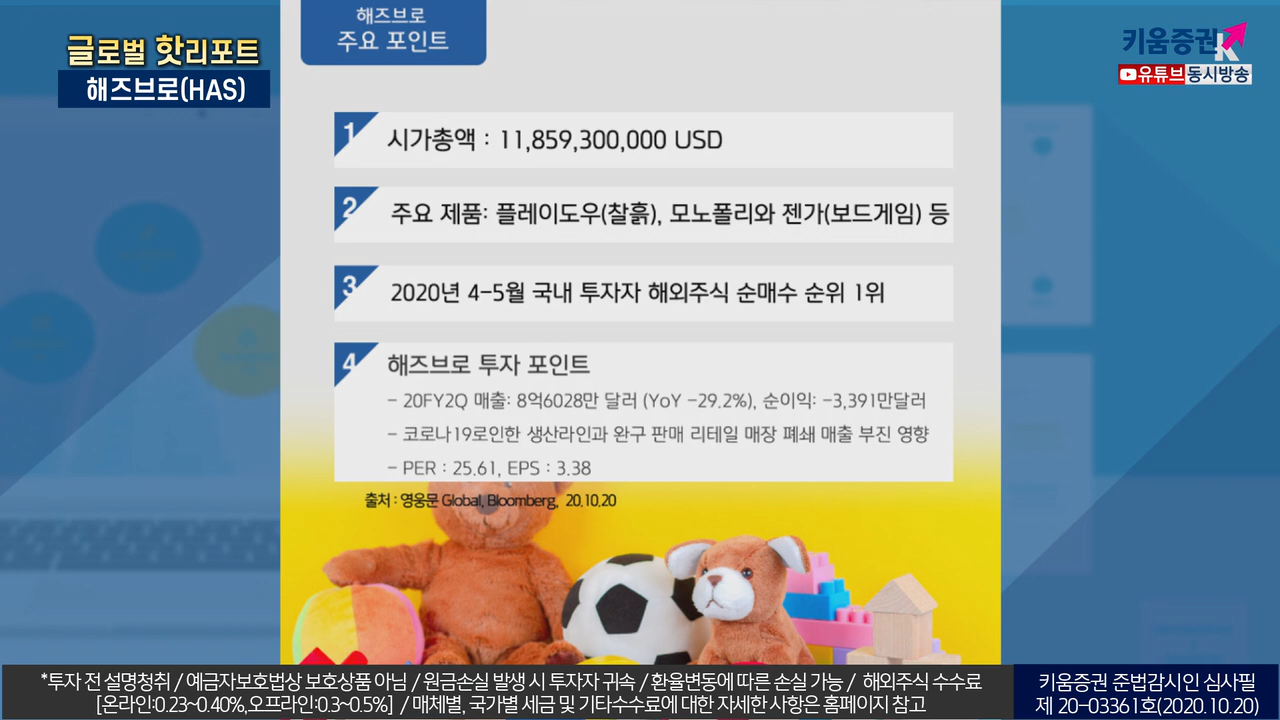 해즈브로
주요 포인트
글로벌 핫리포트
해즈브로(HAS)
키움증권K
유튜브동시방송
1 시가총액 : 11,859,300,000 USD
2 주요 제품: 플레이도우(찰흙), 모노폴리와 젠가(보드게임) 등
3 2020년 4-5월 국내 투자자 해외주식 순매수 순위 1위
4 해즈브로 투자 포인트
- 20FY2Q 매출: 8억6028만 달러 (YoY -29.2%), 순이익: -3,391만달러
- 코로나19로인한 생산라인과 완구 판매 리테일 매장 폐쇄 매출 부진 영향
- PER : 25.61, EPS : 3.38
출처 : 영웅문 Global, Bloomberg, 20.10.20
*투자 전 설명청취 / 예금자보호법상 보호상품 아님 / 원금손실 발생 시 투자자 귀속 / 환율변동에 따른 손실 가능 / 해외주식 수수료
[온라인:0.23~0.40%,오프라인:0.3~0.5%] / 매체별, 국가별 세금 및 기타수수료에 대한 자세한 사항은 홈페이지 참고
키움증권 준법감시인 심사필
제 20-03361호(2020.10.20)